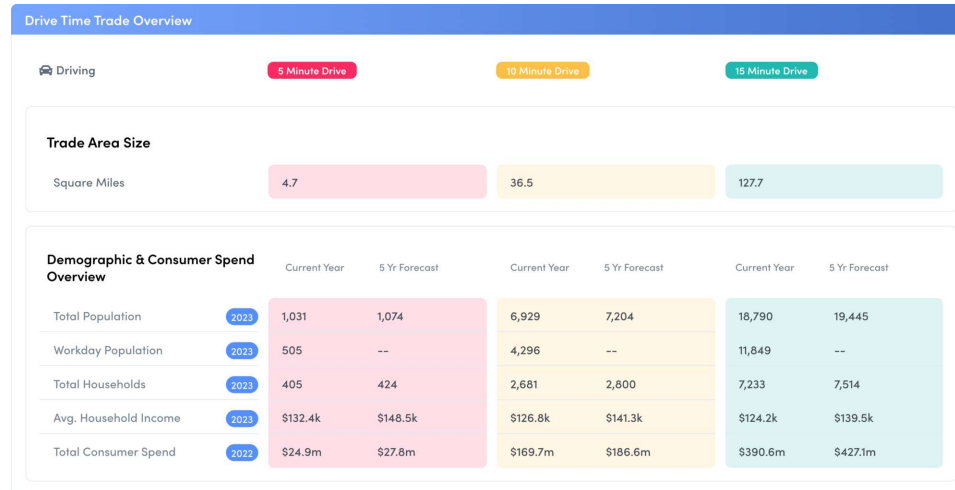 Drive Time Trade Overview
Driving 5 Minute Drive 10 Minute Drive 15 Minute Drive
Trade Area Size
Square Miles 4.7 36.5 127.7
Demographic & Consumer Spend
Overview
Current Year 5 Yr Forecast Current Year 5 Yr Forecast Current Year 5 Yr Forecast
Total Population 2023 1,031 1,074 6,929 7,204 18,790 19,445
Workday Population 2023 505 -- 4,296 -- 11,849 --
Total Households 2023 405 424 2,681 2,800 7,233 7,514
Avg. Household Income 2023 $132.4k $148.5k $126.8k $141.3k $124.2k $139.5k
Total Consumer Spend 2022 $24.9m $27.8m $169.7m $186.6m $390.6m $427.1m